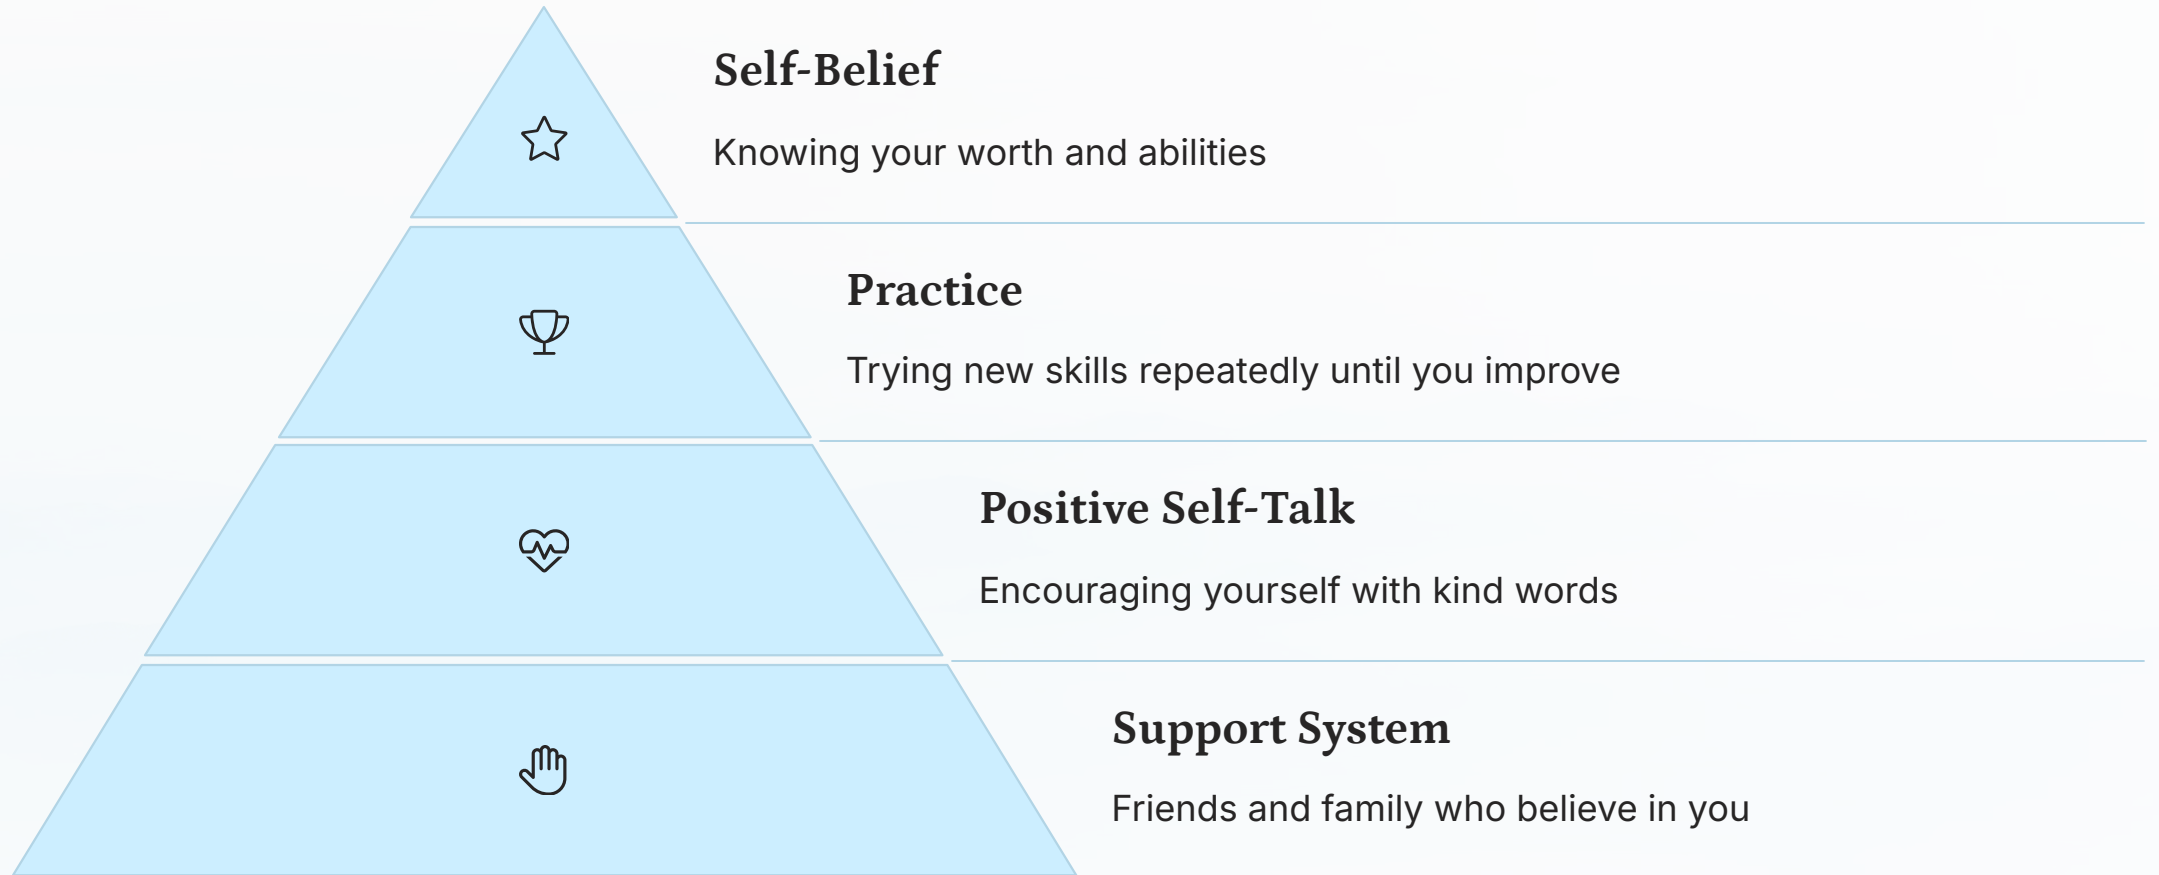 Self-Belief
Knowing your worth and abilities
Practice
Trying new skills repeatedly until you improve
Positive Self-Talk
Encouraging yourself with kind words
Support System
Friends and family who believe in you